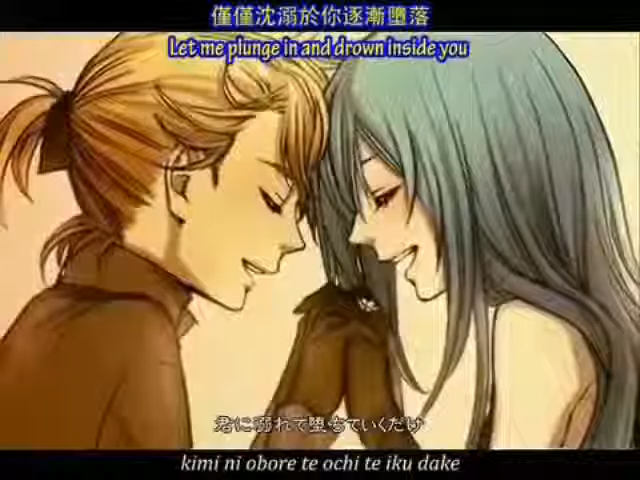 僅僅沈溺於你逐漸墮落
Let me plunge in and drown inside you
君に溺れて堕ちていくだけ
kimi ni obore te ochi te iku dake